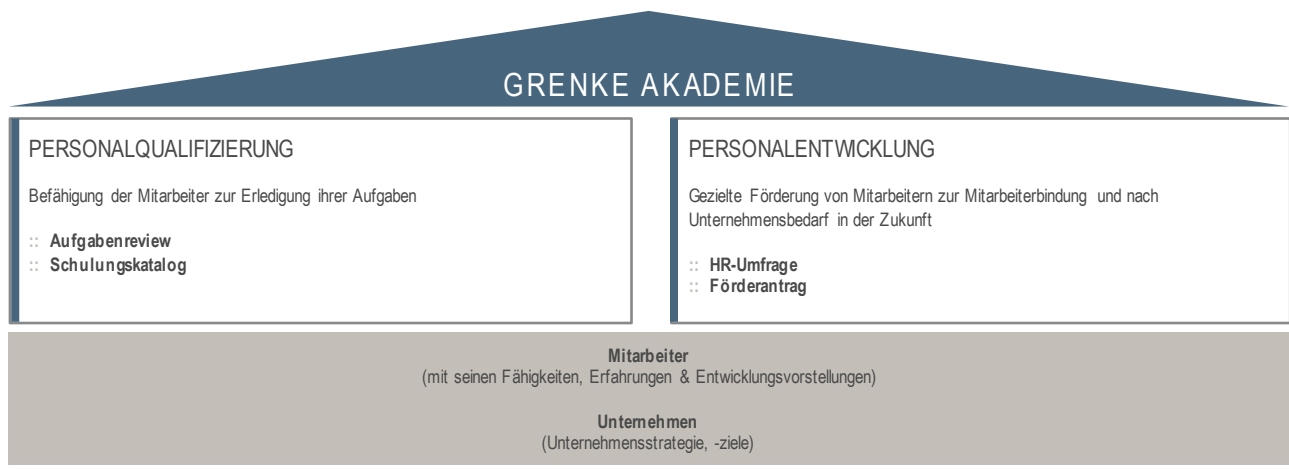 GRENKE AKADEMIE
PERSONALQUALIFIZIERUNG
Befähigung der Mitarbeiter zur Erledigung ihrer Aufgaben
:: Aufgabenreview
:: Schulungskatalog
PERSONALENTWICKLUNG
Gezielte Förderung von Mitarbeitern zur Mitarbeiterbindung und nach
Unternehmensbedarf in der Zukunft
:: HR-Umfrage
:: Förderantrag
Mitarbeiter
(mit seinen Fähigkeiten, Erfahrungen & Entwicklungsvorstellungen)
Unternehmen
(Unternehmensstrategie, -ziele)